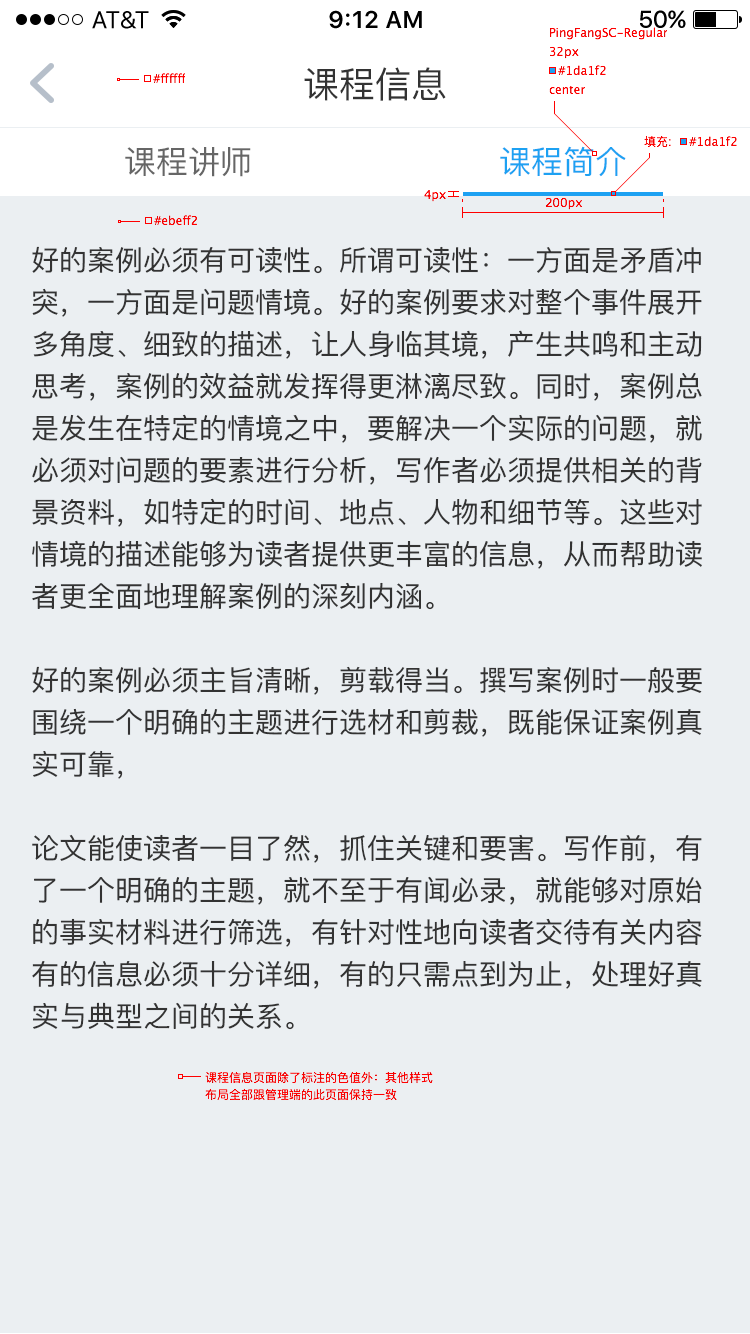 AT&T
9:12 AM
50%
PingFangSC-Regular
32px
#1da1f2
center
#ffffff
课程信息
填充: #1da1f2
课程讲师
课程简介
4px
200px
#ebeff2
好的案例必须有可读性。所谓可读性：一方面是矛盾冲
突，一方面是问题情境。好的案例要求对整个事件展开
多角度、细致的描述，让人身临其境，产生共鸣和主动
思考，案例的效益就发挥得更淋漓尽致。同时，案例总
是发生在特定的情境之中，要解决一个实际的问题，就
必须对问题的要素进行分析，写作者必须提供相关的背
景资料，如特定的时间、地点、人物和细节等。这些对
情境的描述能够为读者提供更丰富的信息，从而帮助读
者更全面地理解案例的深刻内涵。
好的案例必须主旨清晰，剪载得当。撰写案例时一般要
围绕一个明确的主题进行选材和剪裁，既能保证案例真
实可靠，
论文能使读者一目了然，抓住关键和要害。写作前，有
了一个明确的主题，就不至于有闻必录，就能够对原始
的事实材料进行筛选，有针对性地向读者交待有关内容
有的信息必须十分详细，有的只需点到为止，处理好真
实与典型之间的关系。
课程信息页面除了标注的色值外：其他样式
布局全部跟管理端的此页面保持一致